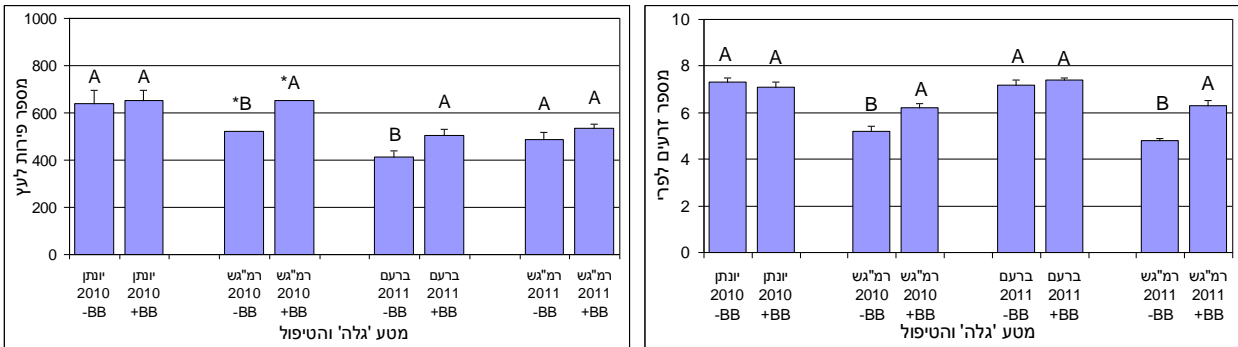 מספר פירות לעץ
1000
800
600
400
200
0
A A *B *A B A A A
יונתן יונתן רמ"גש רמ"גש ברעם ברעם רמ"גש רמ"גש
2010 2010 2010 2010 2011 2011 2011 2011
-BB +BB -BB +BB -BB +BB -BB +BB
מטע 'גלה' והטיפול
מספר זרעים לפרי
10
8
6
4
2
0
A A B A A A B A
יונתן יונתן רמ"גש רמ"גש ברעם ברעם רמ"גש רמ"גש
2010 2010 2010 2010 2011 2011 2011 2011
-BB +BB -BB +BB -BB +BB -BB +BB
מטע 'גלה' והטיפול